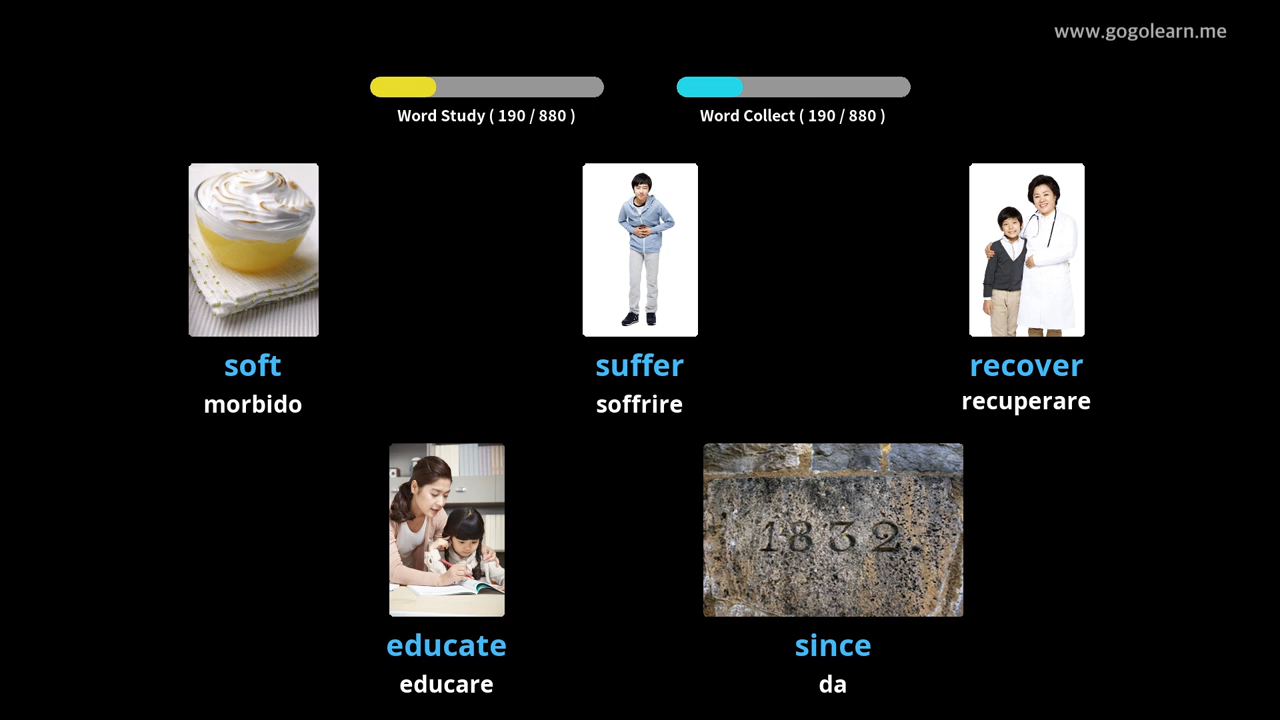 www.gogolearn.me
Word Study ( 190 / 880 )
Word Collect ( 190 / 880 )
soft
morbido
suffer
soffrire
recover
recuperare
1832.
educate
educare
since
da